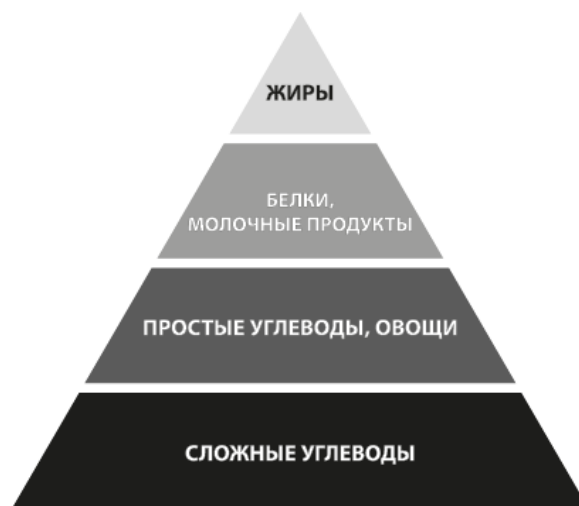 ЖИРЫ
БЕЛКИ,
МОЛОЧНЫЕ ПРОДУКТЫ
ПРОСТЫЕ УГЛЕВОДЫ, ОВОЩИ
СЛОЖНЫЕ УГЛЕВОДЫ